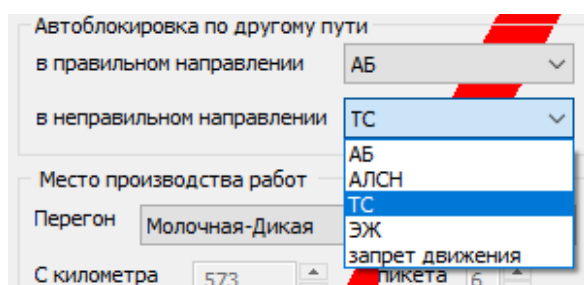 Автоблокировка по другому пути
в правильном направлении АБ
в неправильном направлении ТС
АБ
Место производства работ АЛСН
ТС
Перегон Молочная-Дикая ЭЖ
запрет движения
С километра 573 пикета 6